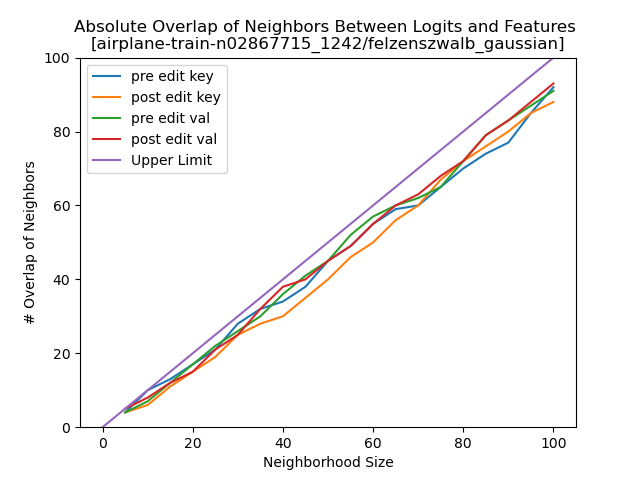 Absolute Overlap of Neighbors Between Logits and Features
[airplane-train-n02867715_1242/felzenszwalb_gaussian]
pre edit key
post edit key
pre edit val
post edit val
Upper Limit
# Overlap of Neighbors
100
80
60
40
20
0
0 20 40 60 80 100
Neighborhood Size